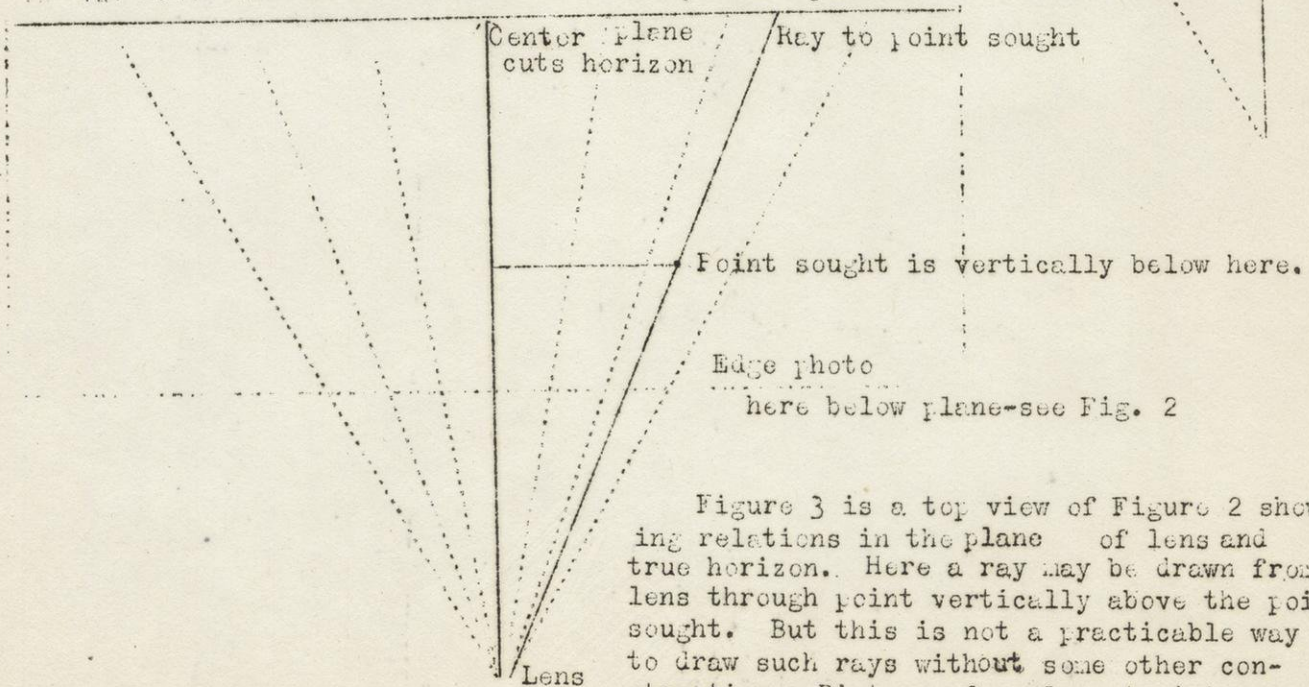 Center plane
cuts horizon
Ray to point sought
Point sought is vertically below here.
Edge photo
here below plane-see Fig. 2
Figure 3 is a top view of Figure 2 show
ing relations in the plane of lens and
true horizon. Here a ray may be drawn from
lens through point vertically above the poi
sought. But this is not a practicable way
to draw such rays without some other con-
Lens